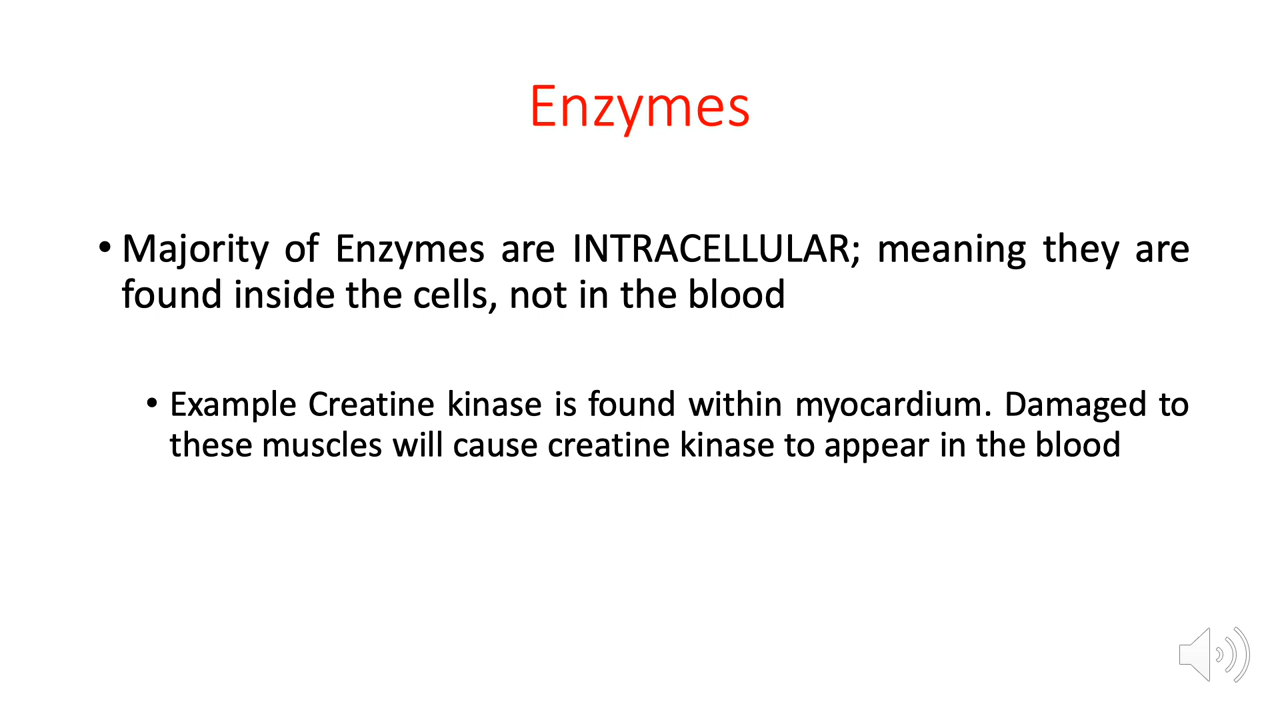 Enzymes
• Majority of Enzymes are INTRACELLULAR; meaning they are
found inside the cells, not in the blood
• Example Creatine kinase is found within myocardium. Damaged to
these muscles will cause creatine kinase to appear in the blood